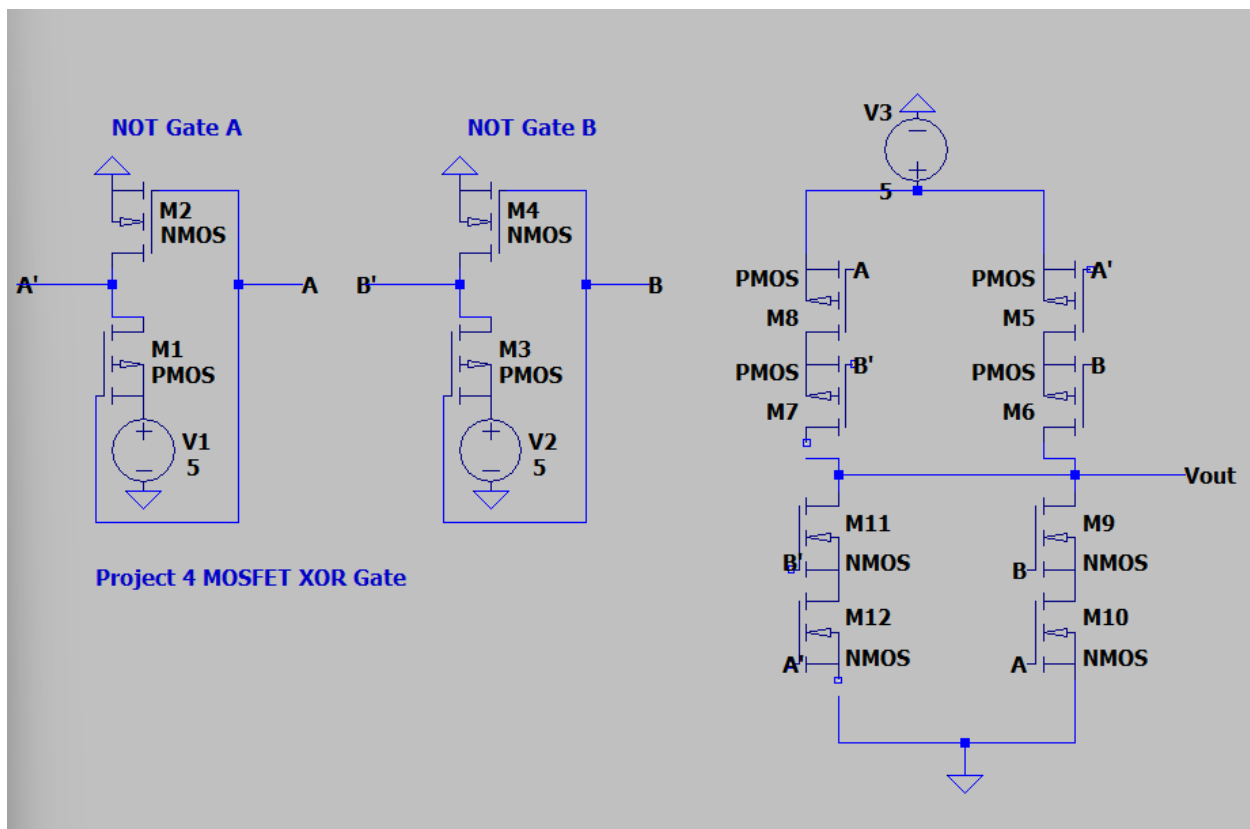 NOT Gate A
NOT Gate B
V3
5
M2
NMOS
M4
NMOS
A'
A
B'
B
M1
PMOS
M3
PMOS
V1
5
V2
5
PMOS
A
M8
PMOS
B'
M7
PMOS
A'
M5
PMOS
B
M6
Vout
M11
B'
NMOS
M12
A'
NMOS
M9
B
NMOS
M10
A
NMOS
Project 4 MOSFET XOR Gate